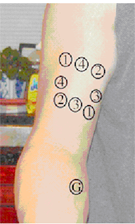 ① ④ ②
④ ③
② ③ ①
Ⓖ